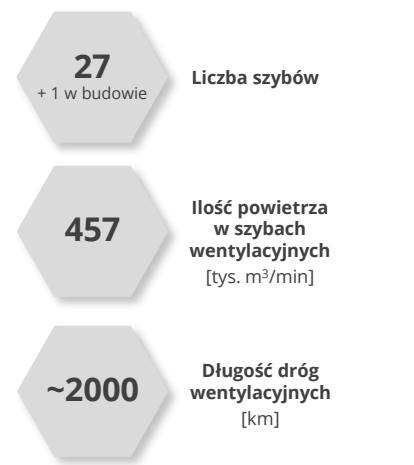 27
+ 1 w budowie
Liczba szybów
457
Ilość powietrza
w szybach
wentylacyjnych
[tys. m³/min]
~2000
Długość dróg
wentylacyjnych
[km]